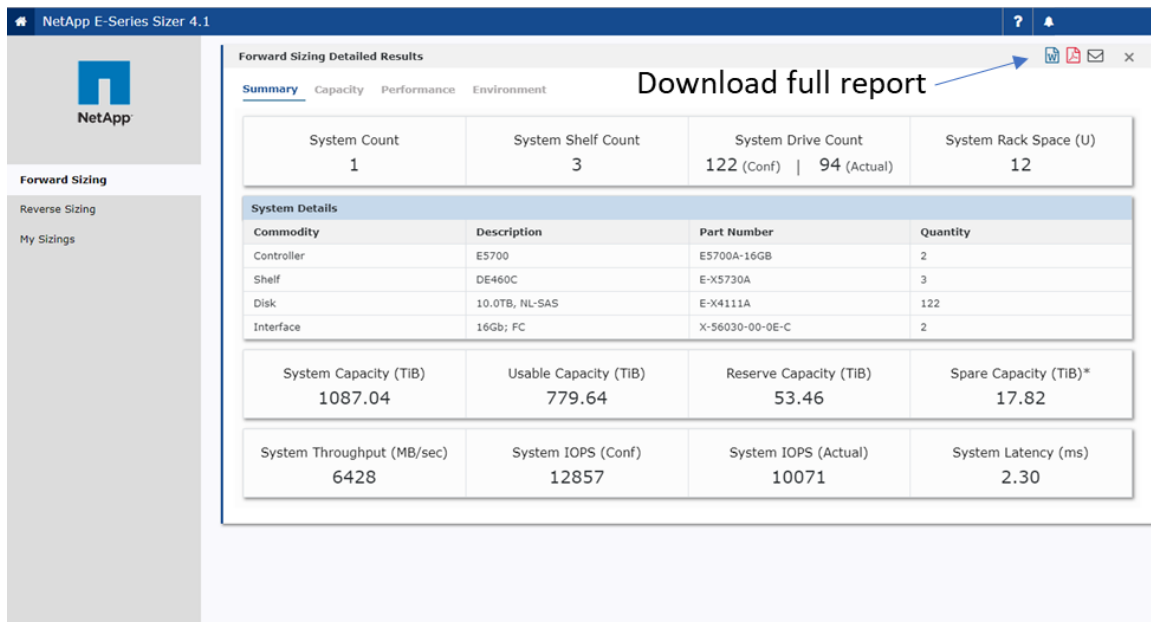 NetApp E-Series Sizer 4.1
?
NetApp
Forward Sizing
Reverse Sizing
My Sizings
Forward Sizing Detailed Results
W
Download full report
Summary Capacity Performance Environment
System Count System Shelf Count System Drive Count System Rack Space (U)
1 3 122 (Conf) | 94 (Actual) 12
System Details
Commodity Description Part Number Quantity
Controller E5700 E5700A-16GB 2
Shelf DE460C E-X5730A 3
Disk 10.0TB, NL-SAS E-X4111A 122
Interface 16Gb; FC X-56030-00-0E-C 2
System Capacity (TiB) Usable Capacity (TiB) Reserve Capacity (TiB) Spare Capacity (TiB)*
1087.04 779.64 53.46 17.82
System Throughput (MB/sec) System IOPS (Conf) System IOPS (Actual) System Latency (ms)
6428 12857 10071 2.30